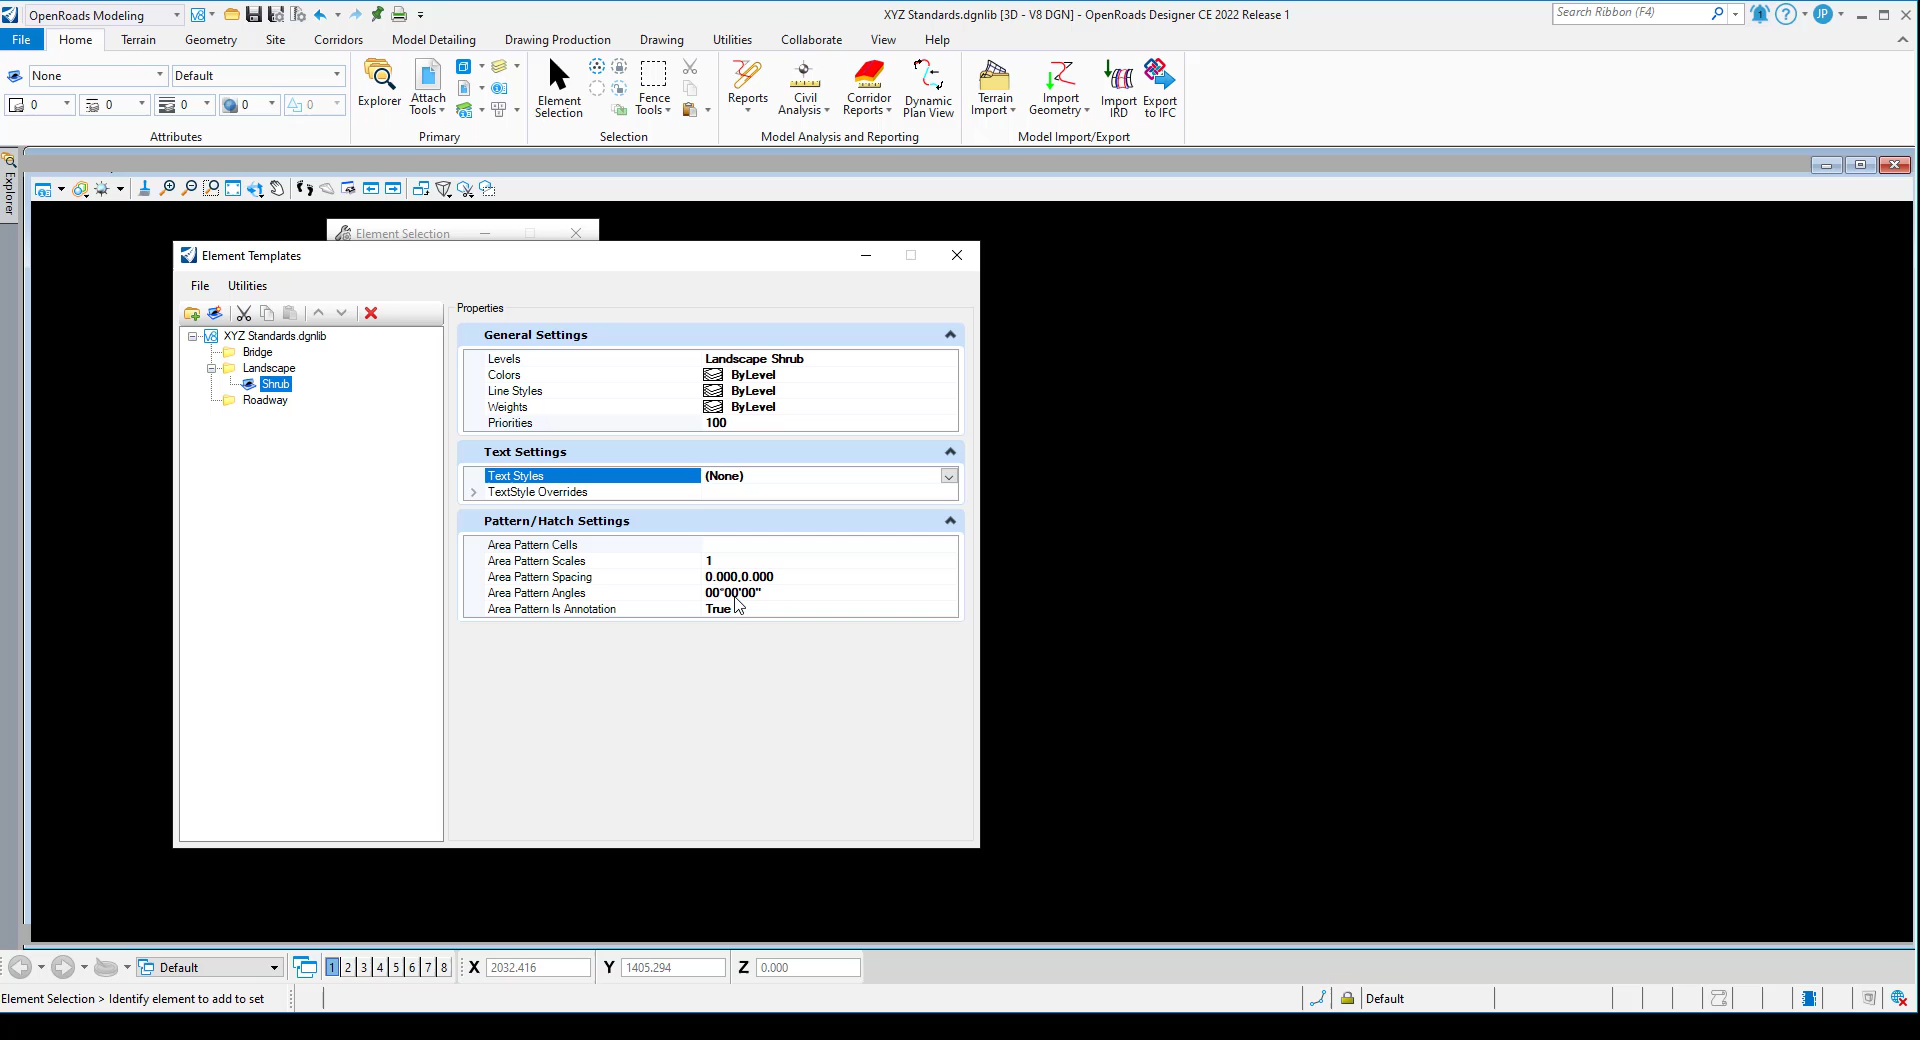 OpenRoads Modeling
XYZ Standards.dgnlib [3D - V8 DGN] - OpenRoads Designer CE 2022 Release 1
Search Ribbon (F4)
1
JP
File Home Terrain Geometry Site Corridors Model Detailing Drawing Production Drawing Utilities Collaborate View Help
None Default
0 0 0 0 0
Attributes
Explorer
Attach Tools
Primary
Element Selection
Fence Tools
Selection
Reports
Civil Analysis
Corridor Reports
Dynamic Plan View
Model Analysis and Reporting
Terrain Import
Import Geometry
Import IRD
Export to IFC
Model Import/Export
Explorer
Element Selection
Element Templates
File Utilities
XYZ Standards.dgnlib
Bridge
Landscape
Shrub
Roadway
Properties
General Settings
Levels Landscape Shrub
Colors ByLevel
Line Styles ByLevel
Weights ByLevel
Priorities 100
Text Settings
Text Styles (None)
TextStyle Overrides
Pattern/Hatch Settings
Area Pattern Cells
Area Pattern Scales 1
Area Pattern Spacing 0.000,0.000
Area Pattern Angles 00°00'00"
Area Pattern Is Annotation True
Default
1 2 3 4 5 6 7 8
X 2032.416
Y 1405.294
Z 0.000
Element Selection > Identify element to add to set
Default